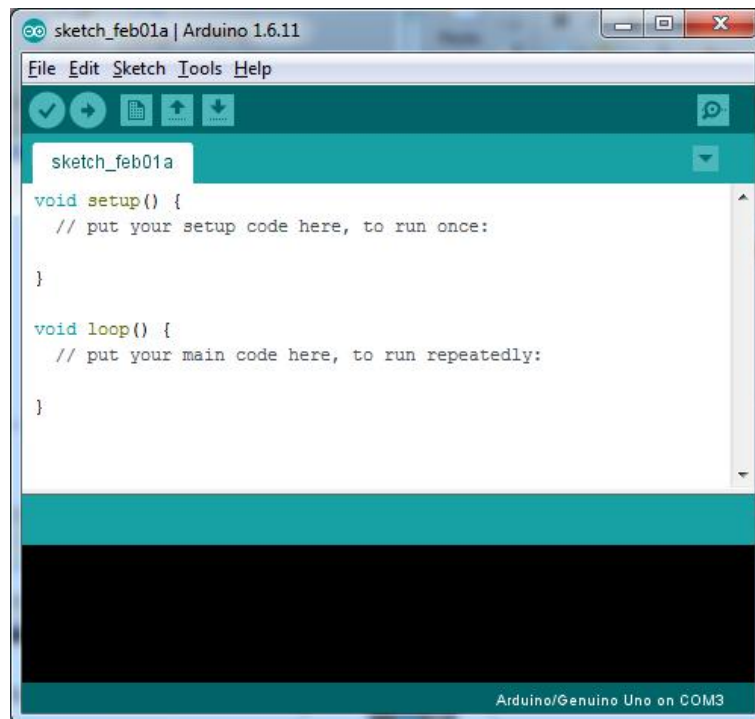 sketch_feb01a | Arduino 1.6.11
File Edit Sketch Tools Help
sketch_feb01a
void setup() {
// put your setup code here, to run once:
}
void loop() {
// put your main code here, to run repeatedly:
}
Arduino/Genuino Uno on COM3